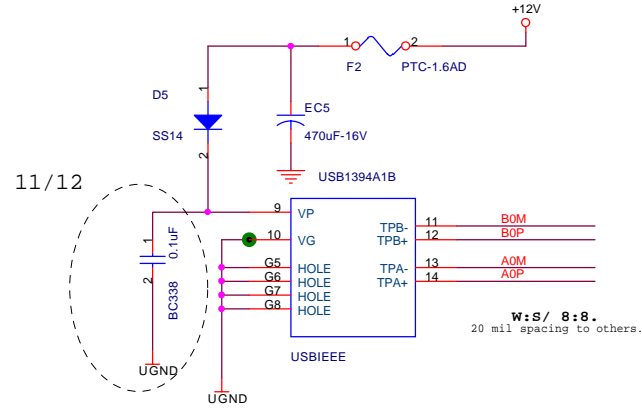 +12V
1
2
F2
PTC-1.6AD
D5
1
SS14
2
EC5
470uF-16V
USB1394A1B
11/12
9
VP
10
VG
G5
HOLE
G6
HOLE
G7
HOLE
G8
HOLE
TPB-
11
B0M
TPB+
12
B0P
TPA-
13
A0M
TPA+
14
A0P
1
0.1uF
2
BC338
W:S/ 8:8.
20 mil spacing to others.
USBIEEE
UGND
UGND